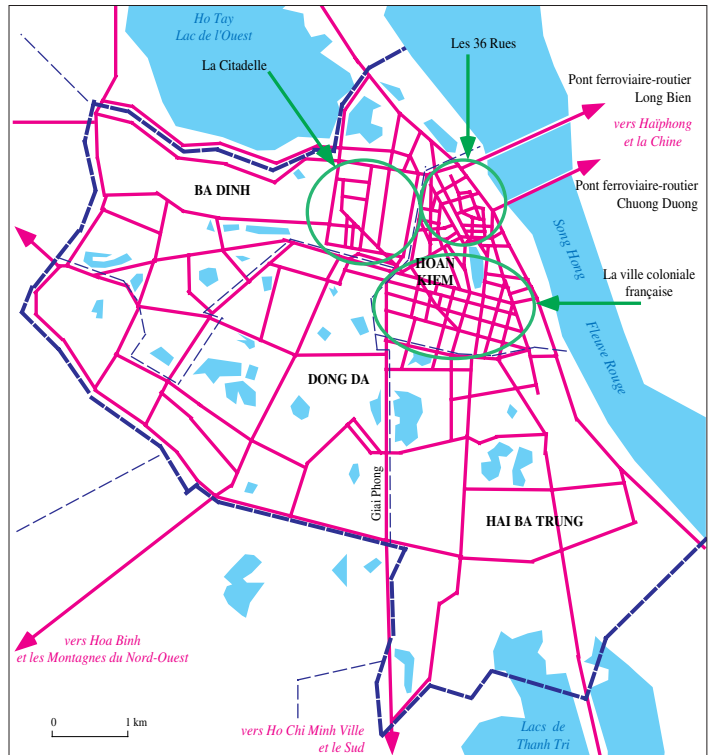 Ho Tay
Lac de l'Ouest
La Citadelle
Les 36 Rues
Pont ferroviaire-routier
Long Bien
vers Haïphong
et la Chine
Pont ferroviaire-routier
Chuong Duong
BA DINH
Song Hong
HOAN
KIEM
La ville coloniale
française
Fleuve Rouge
DONG DA
Giai Phong
HAI BA TRUNG
vers Hoa Binh
et les Montagnes du Nord-Ouest
0 1 km
vers Ho Chi Minh Ville
et le Sud
Lacs de
Thanh Tri